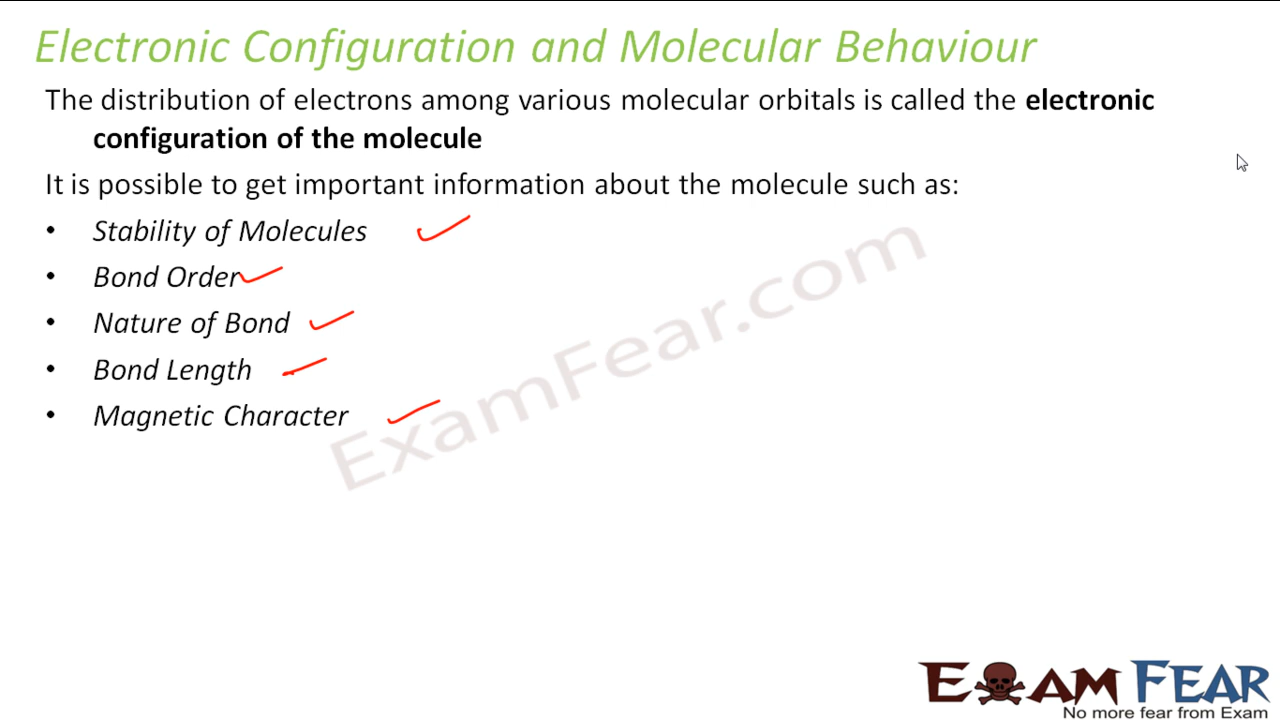 Electronic Configuration and Molecular Behaviour
The distribution of electrons among various molecular orbitals is called the electronic
configuration of the molecule
It is possible to get important information about the molecule such as:
• Stability of Molecules
• Bond Order
• Nature of Bond
• Bond Length
• Magnetic Character
ExamFear.com
EXAM FEAR
No more fear from Exam